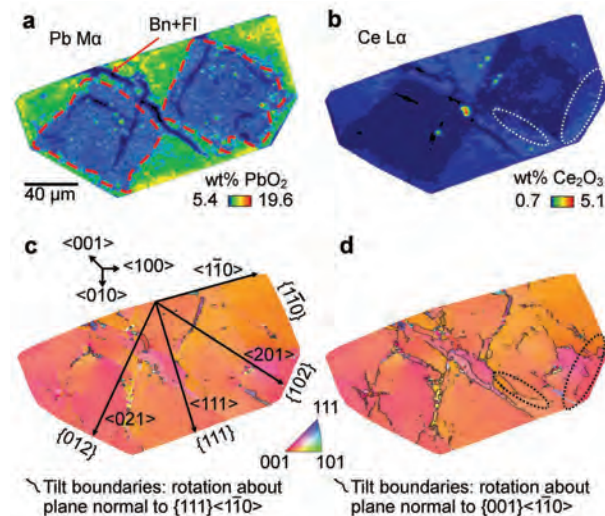 a
Pb Mα
Bn+Fl
40 µm
wt% PbO₂
5.4
19.6
b
Ce Lα
wt% Ce₂O₃
0.7
5.1
c
<001>
<100>
<010>
<11̅0>
{11̅0}
<201>
{102}
<111>
<021>
{012}
{111}
d
111
001
101
Tilt boundaries: rotation about
plane normal to {111}<11̅0>
Tilt boundaries: rotation about
plane normal to {001}<11̅0>